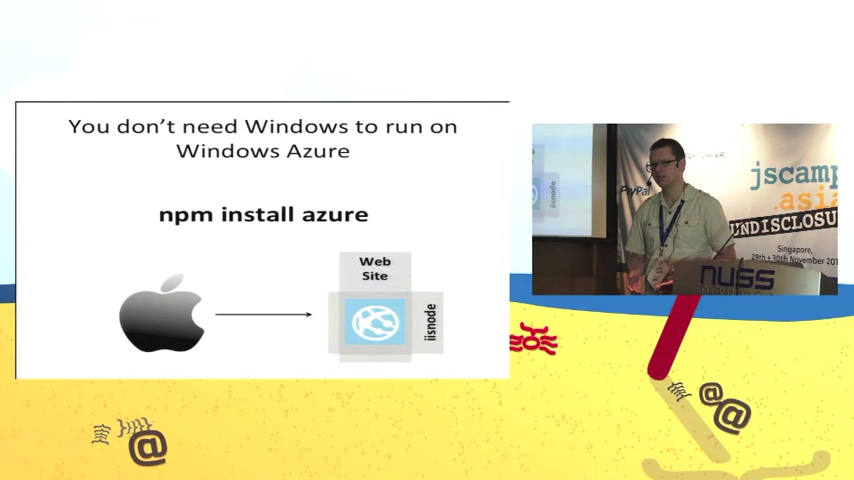 You don't need Windows to run on
Windows Azure
npm install azure
Web
Site
iisnode
PayPal
jscamp
.asia
UNDISCLOSU
Singapore,
29th + 30th November 201
nuss
iisnode
@
@
@